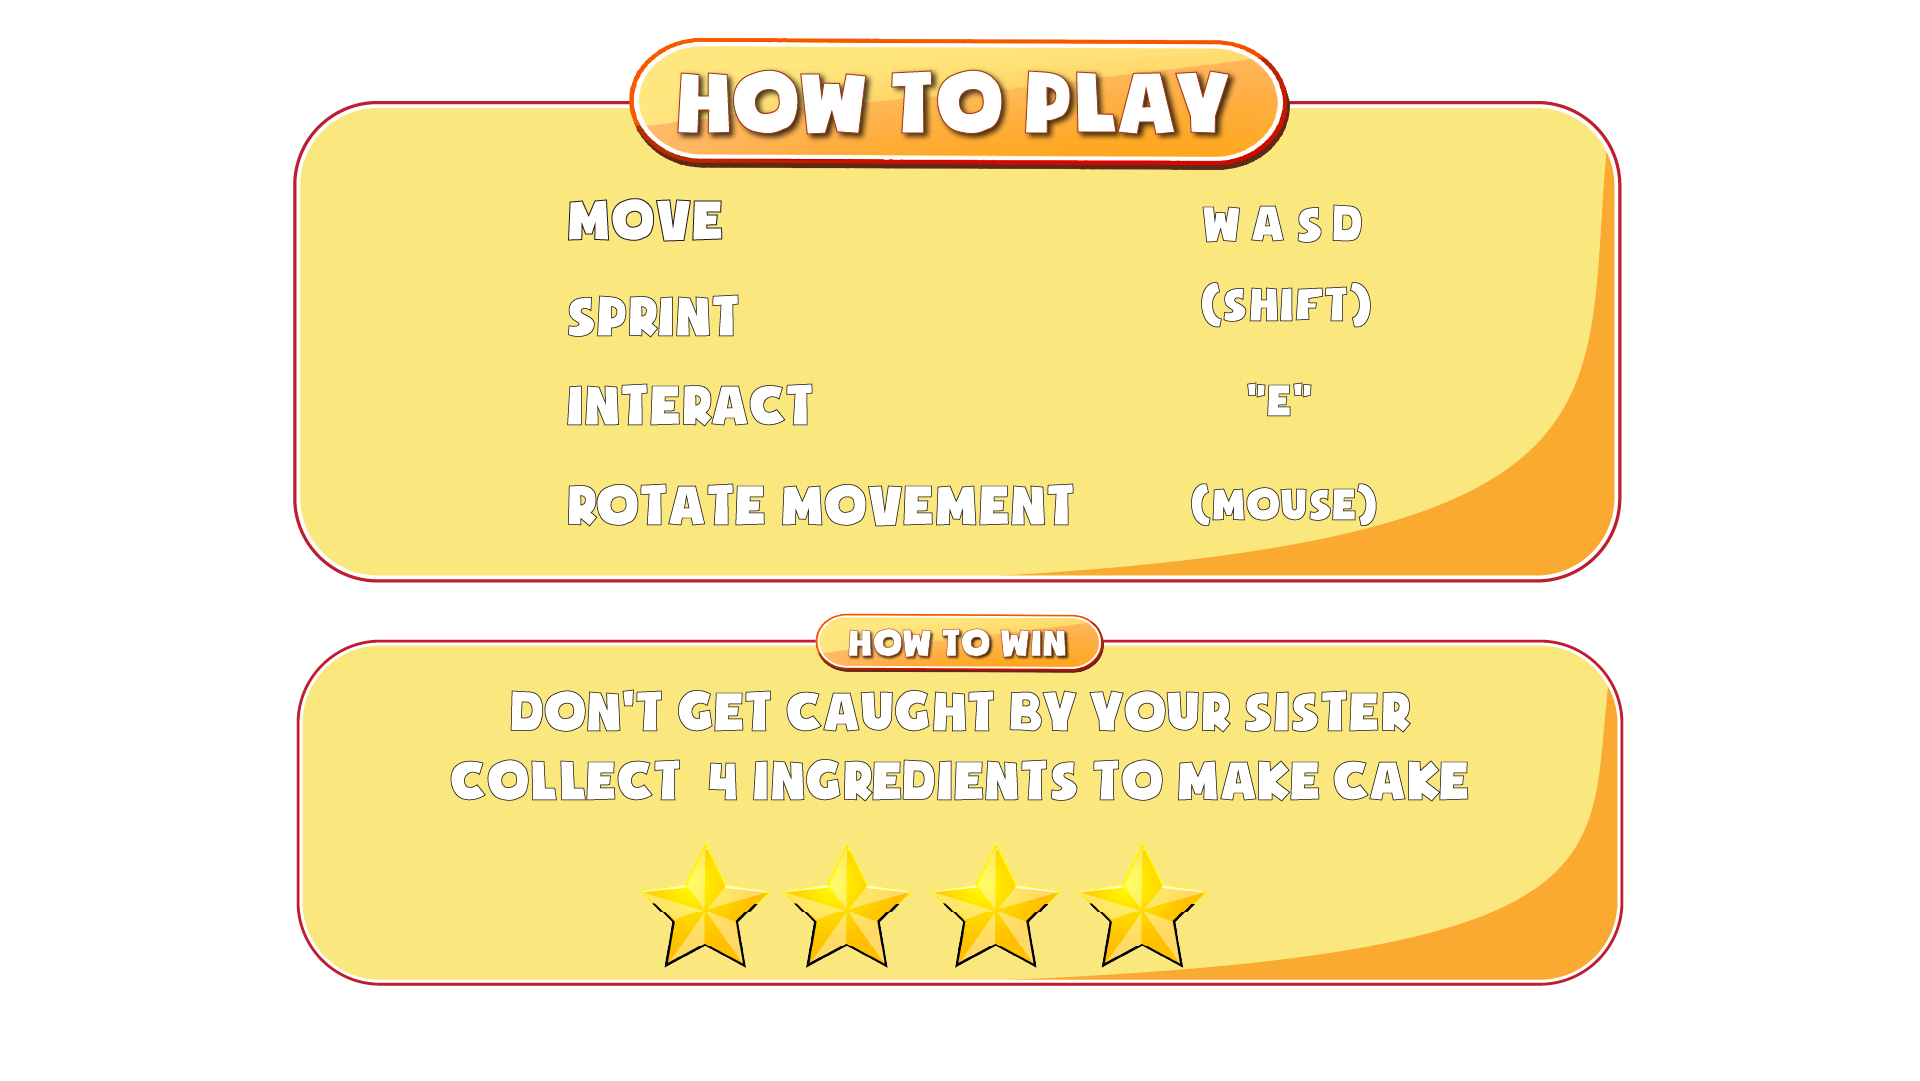 HOW TO PLAY
MOVE W A S D
SPRINT (SHIFT)
INTERACT "E"
ROTATE MOVEMENT (MOUSE)
HOW TO WIN
DON'T GET CAUGHT BY YOUR SISTER
COLLECT 4 INGREDIENTS TO MAKE CAKE